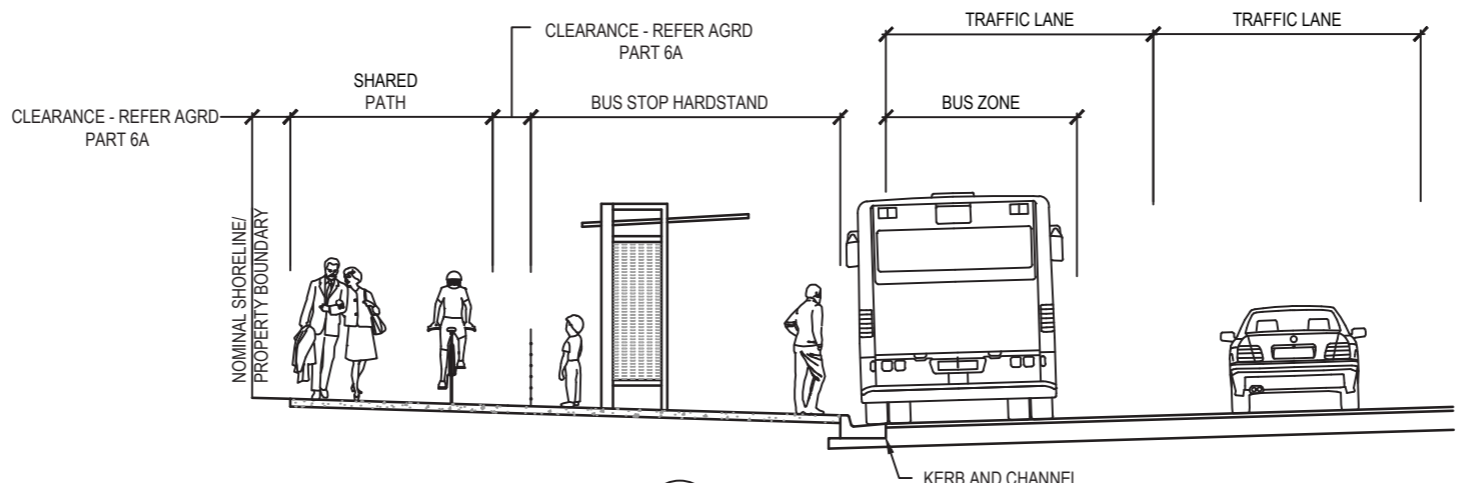 TRAFFIC LANE
TRAFFIC LANE
CLEARANCE - REFER AGRD
PART 6A
SHARED
PATH
CLEARANCE - REFER AGRD
PART 6A
BUS STOP HARDSTAND
BUS ZONE
NOMINAL SHORELINE/
PROPERTY BOUNDARY
KERB AND CHANNEL